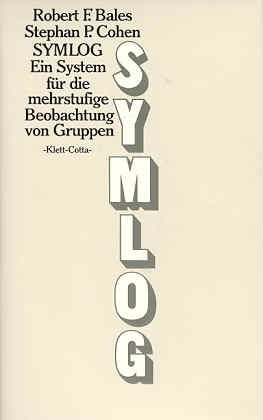 Robert F. Bales
Stephan P. Cohen
SYMLOG
Ein System
für die
mehrstufige
Beobachtung
von Gruppen
-Klett-Cotta-
SYMLOG